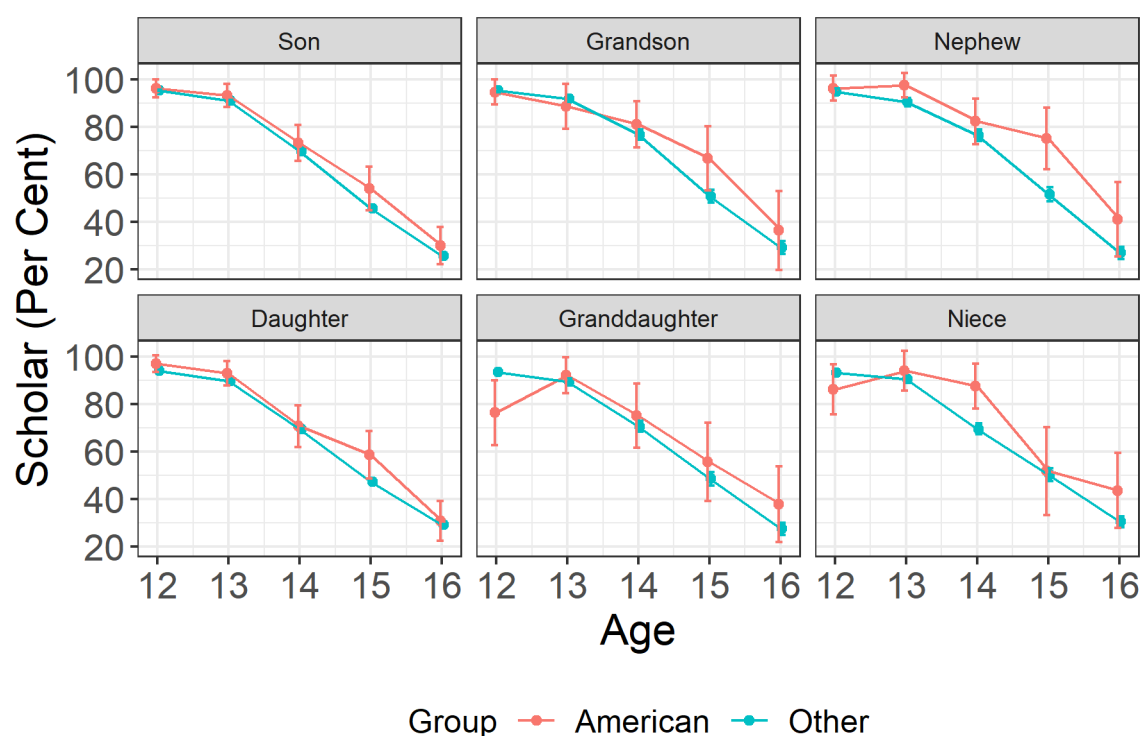 Son Grandson Nephew
100
80
60
40
20
Daughter Granddaughter Niece
100
80
60
40
20
Scholar (Per Cent)
12 13 14 15 16 12 13 14 15 16 12 13 14 15 16
Age
Group American Other